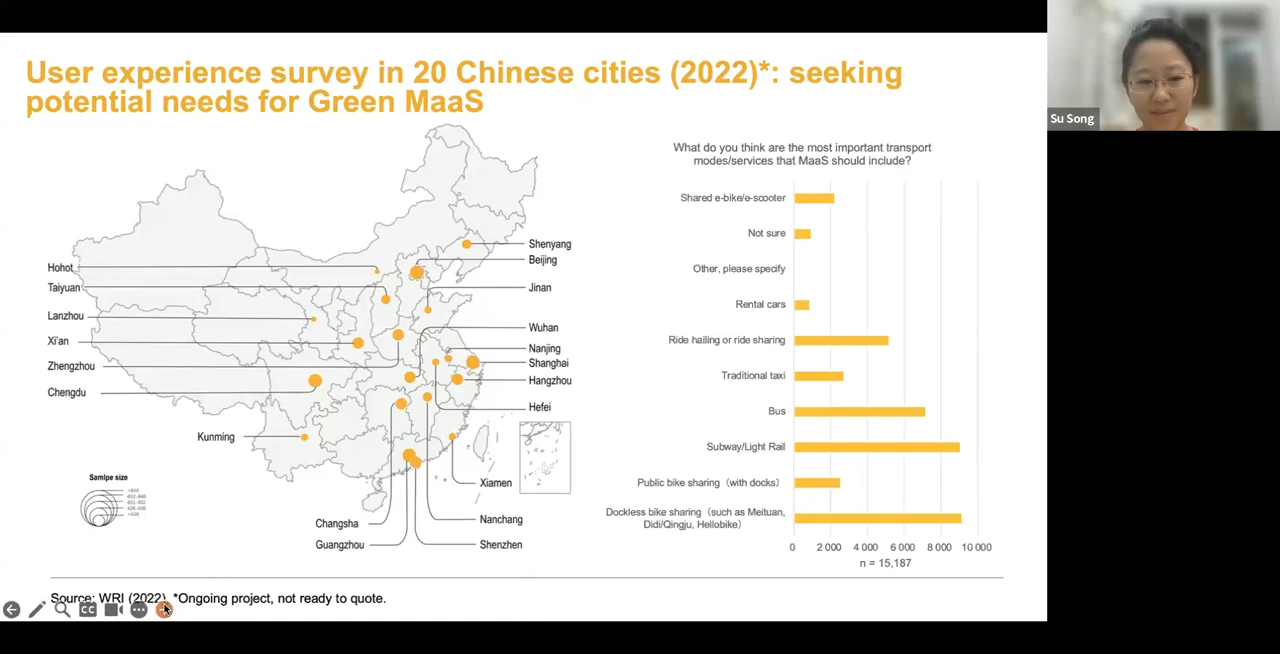 User experience survey in 20 Chinese cities (2022)*: seeking
potential needs for Green MaaS
Su Song
Shenyang
Beijing
Hohot
Taiyuan
Jinan
Lanzhou
Wuhan
Xi'an
Nanjing
Shanghai
Zhengzhou
Hangzhou
Chengdu
Hefei
Kunming
Samlpe size
Xiamen
Changsha
Nanchang
Guangzhou
Shenzhen
What do you think are the most important transport
modes/services that MaaS should include?
Shared e-bike/e-scooter
Not sure
Other, please specify
Rental cars
Ride hailing or ride sharing
Traditional taxi
Bus
Subway/Light Rail
Public bike sharing（with docks）
Dockless bike sharing（such as Meituan,
Didi/Qingju, Hellobike）
0 2 000 4 000 6 000 8 000 10 000
n = 15,187
Source: WRI (2022). *Ongoing project, not ready to quote.
CC